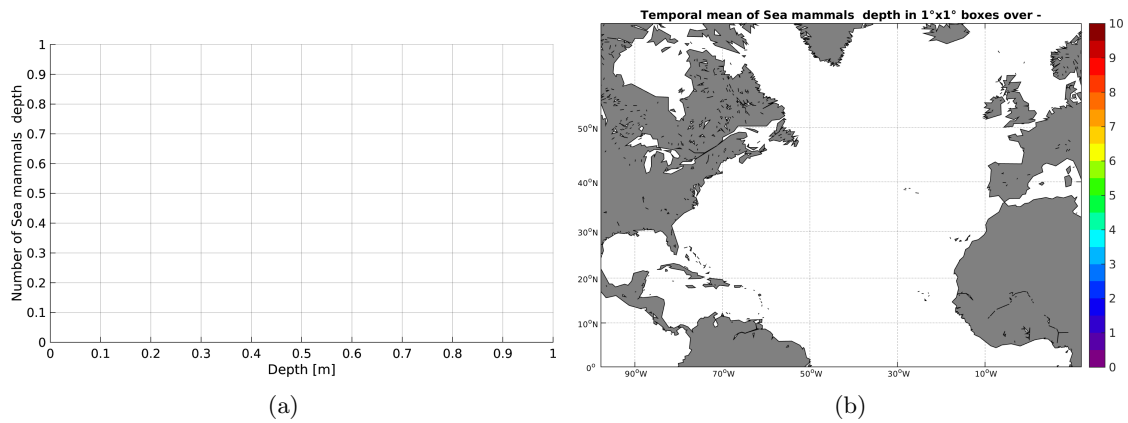 Temporal mean of Sea mammals  depth in 1°x1° boxes over -
Number of Sea mammals  depth
1
0.9
0.8
0.7
0.6
0.5
0.4
0.3
0.2
0.1
0
0 0.1 0.2 0.3 0.4 0.5 0.6 0.7 0.8 0.9 1
Depth [m]
(a)
50°N
40°N
30°N
20°N
10°N
0°
90°W 70°W 50°W 30°W 10°W
10
9
8
7
6
5
4
3
2
1
0
(b)